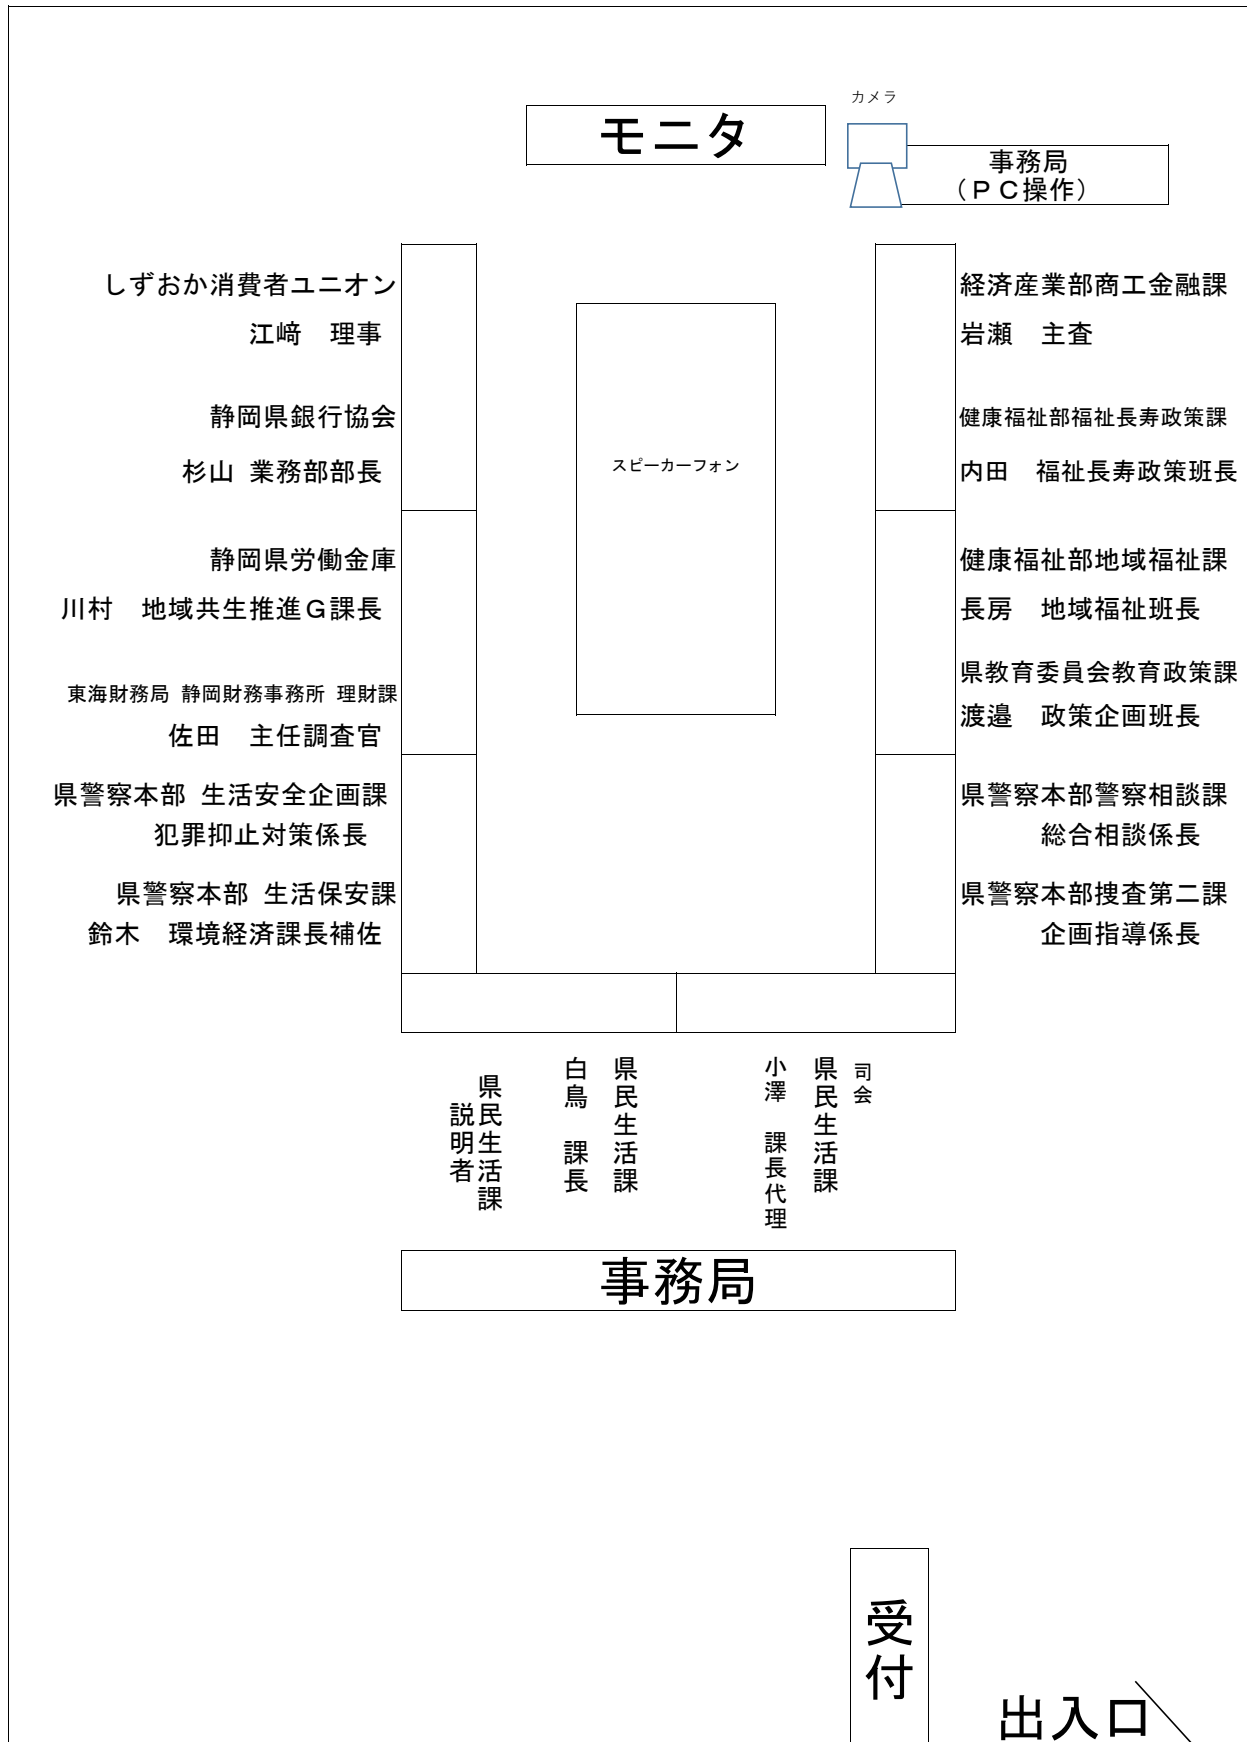 カメラ
モニタ
事務局
（ＰＣ操作）
しずおか消費者ユニオン
江﨑　理事
静岡県銀行協会
杉山 業務部部長
静岡県労働金庫
川村　地域共生推進Ｇ課長
東海財務局 静岡財務事務所 理財課
佐田　主任調査官
県警察本部 生活安全企画課
犯罪抑止対策係長
県警察本部 生活保安課
鈴木　環境経済課長補佐
スピーカーフォン
経済産業部商工金融課
岩瀬　主査
健康福祉部福祉長寿政策課
内田　福祉長寿政策班長
健康福祉部地域福祉課
長房　地域福祉班長
県教育委員会教育政策課
渡邉　政策企画班長
県警察本部警察相談課
総合相談係長
県警察本部捜査第二課
企画指導係長
司会
県民生活課
小澤　課長代理
県民生活課
白鳥　課長
県民生活課
説明者
事務局
受付
出入口